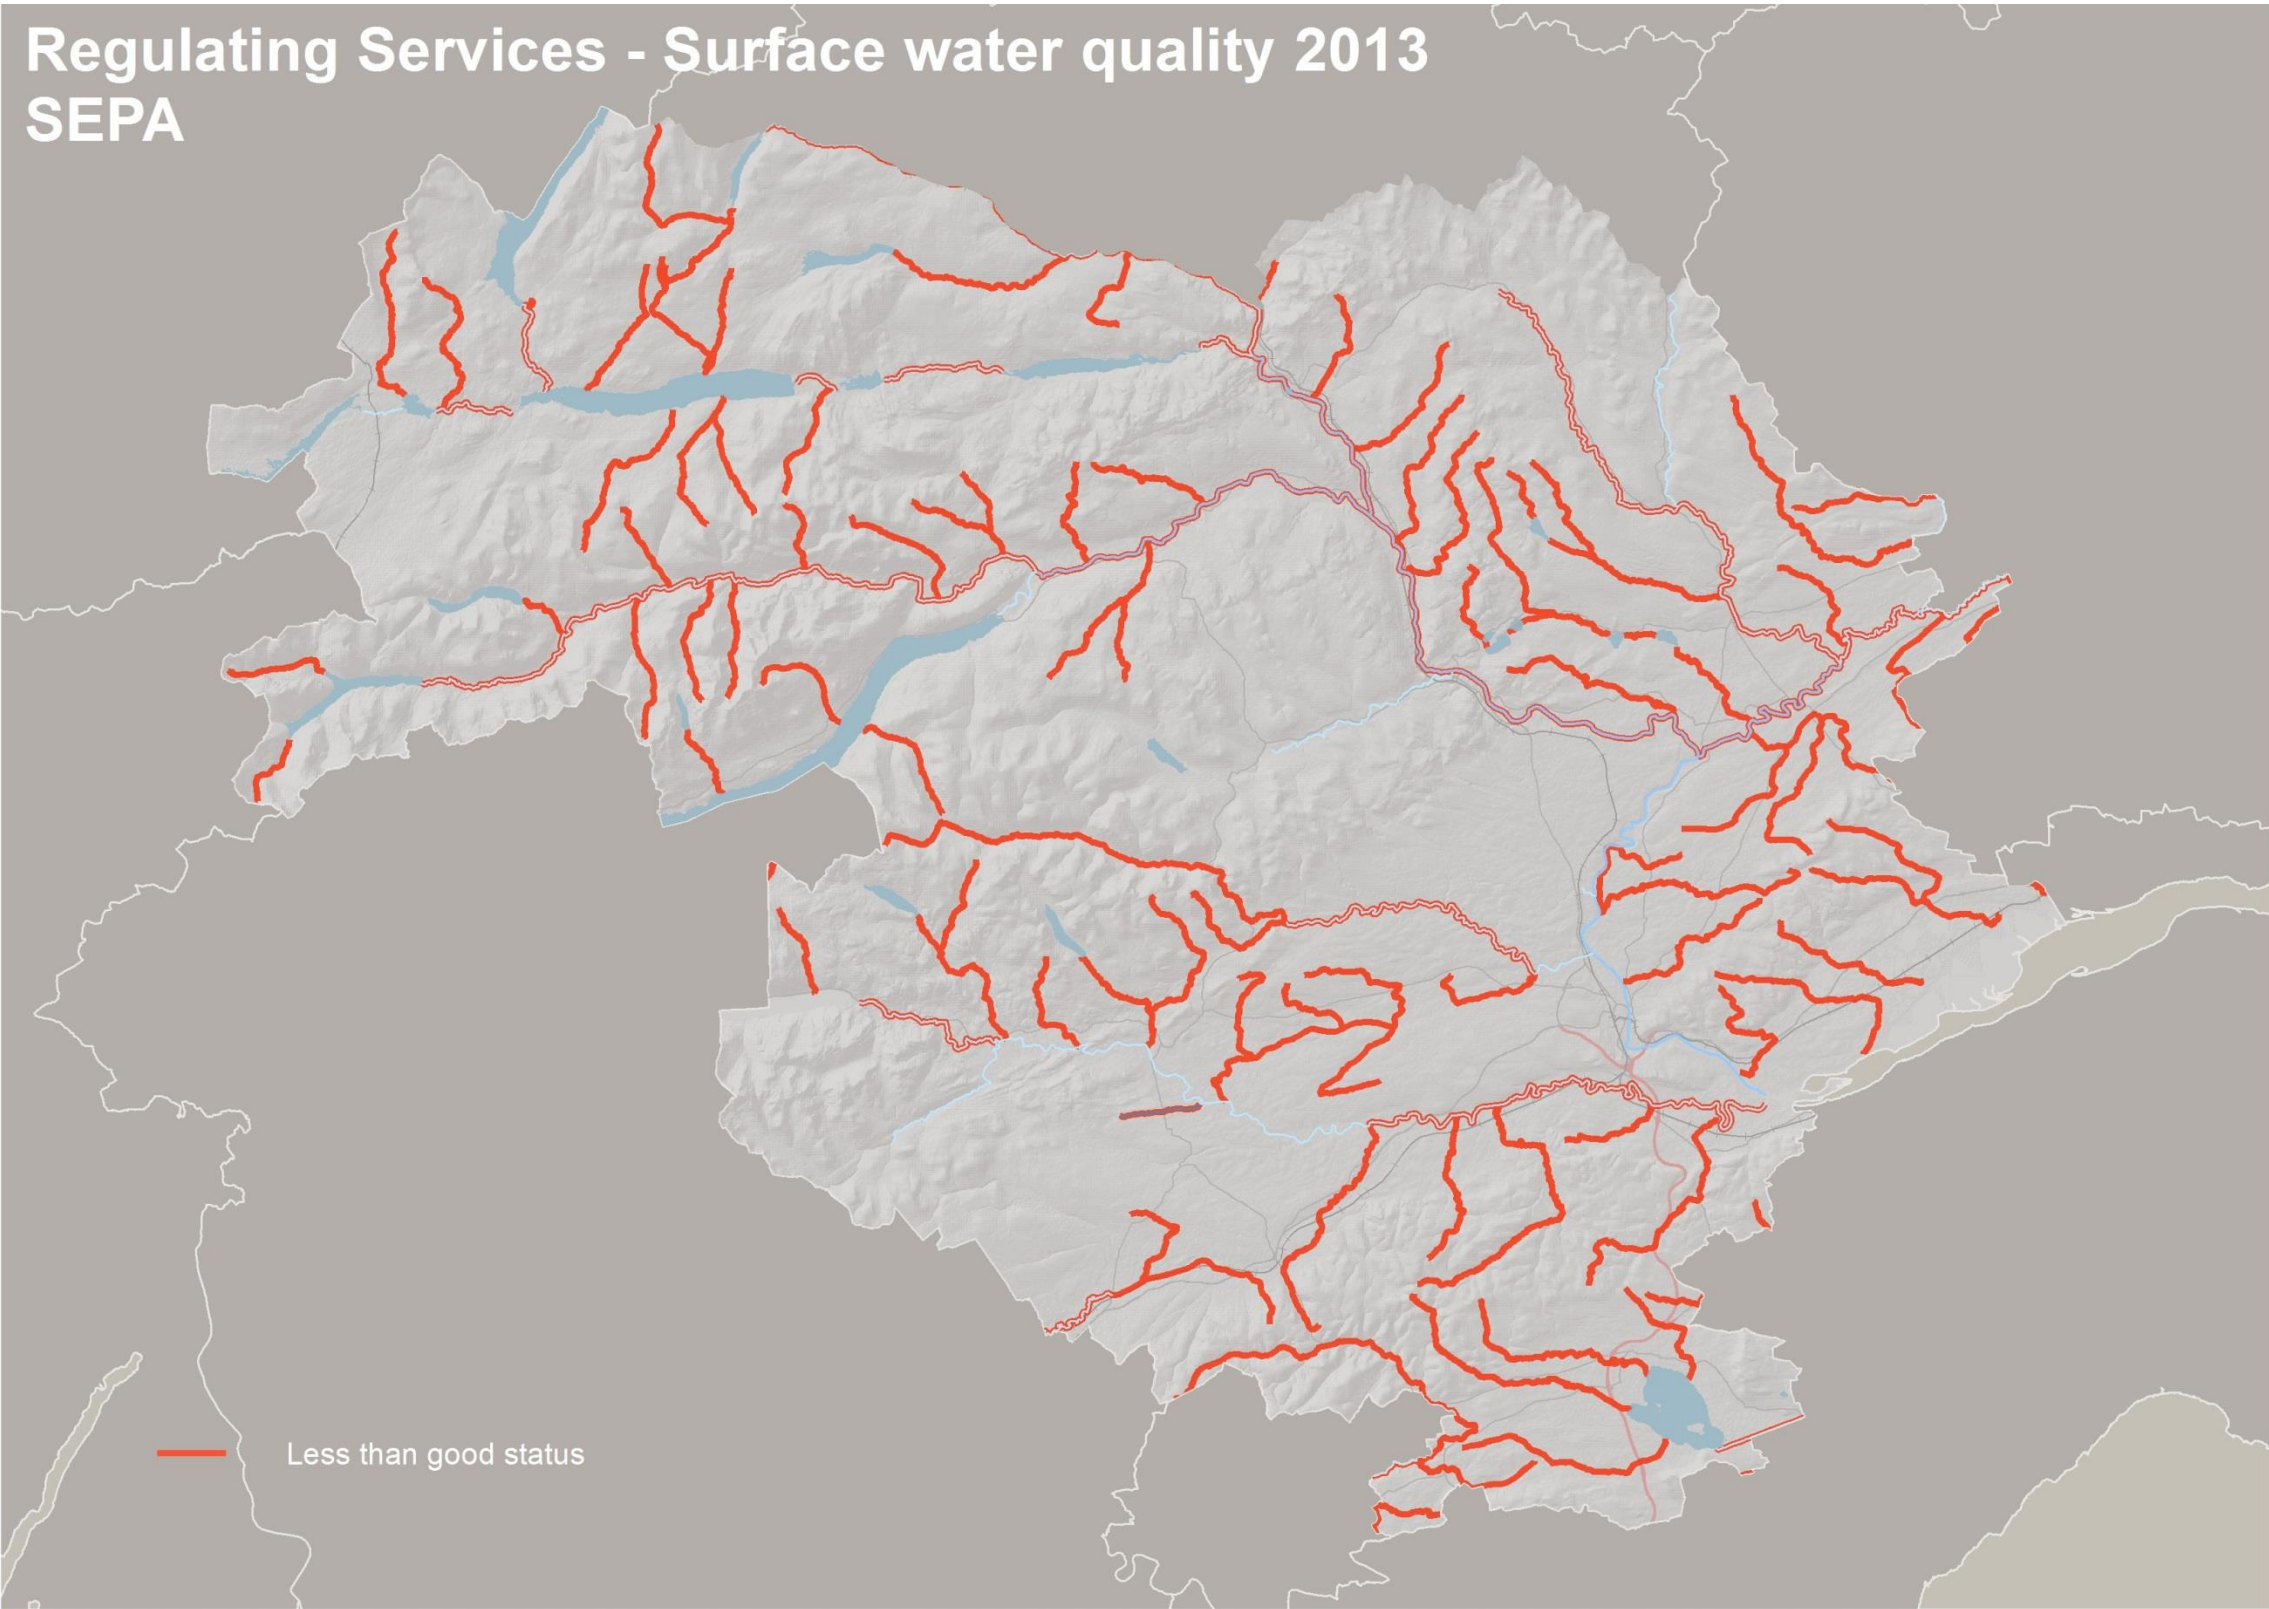 Regulating Services - Surface water quality 2013
SEPA
Less than good status